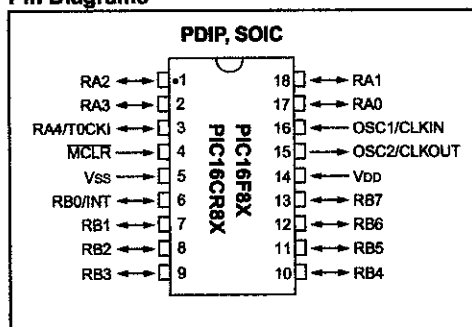 Pin Diagrams
PDIP, SOIC
RA2 •1 18 RA1
RA3 2 17 RA0
RA4/T0CKI 3 16 OSC1/CLKIN
MCLR 4 15 OSC2/CLKOUT
Vss 5 14 VDD
RB0/INT 6 13 RB7
RB1 7 12 RB6
RB2 8 11 RB5
RB3 9 10 RB4
PIC16F8X
PIC16CR8X